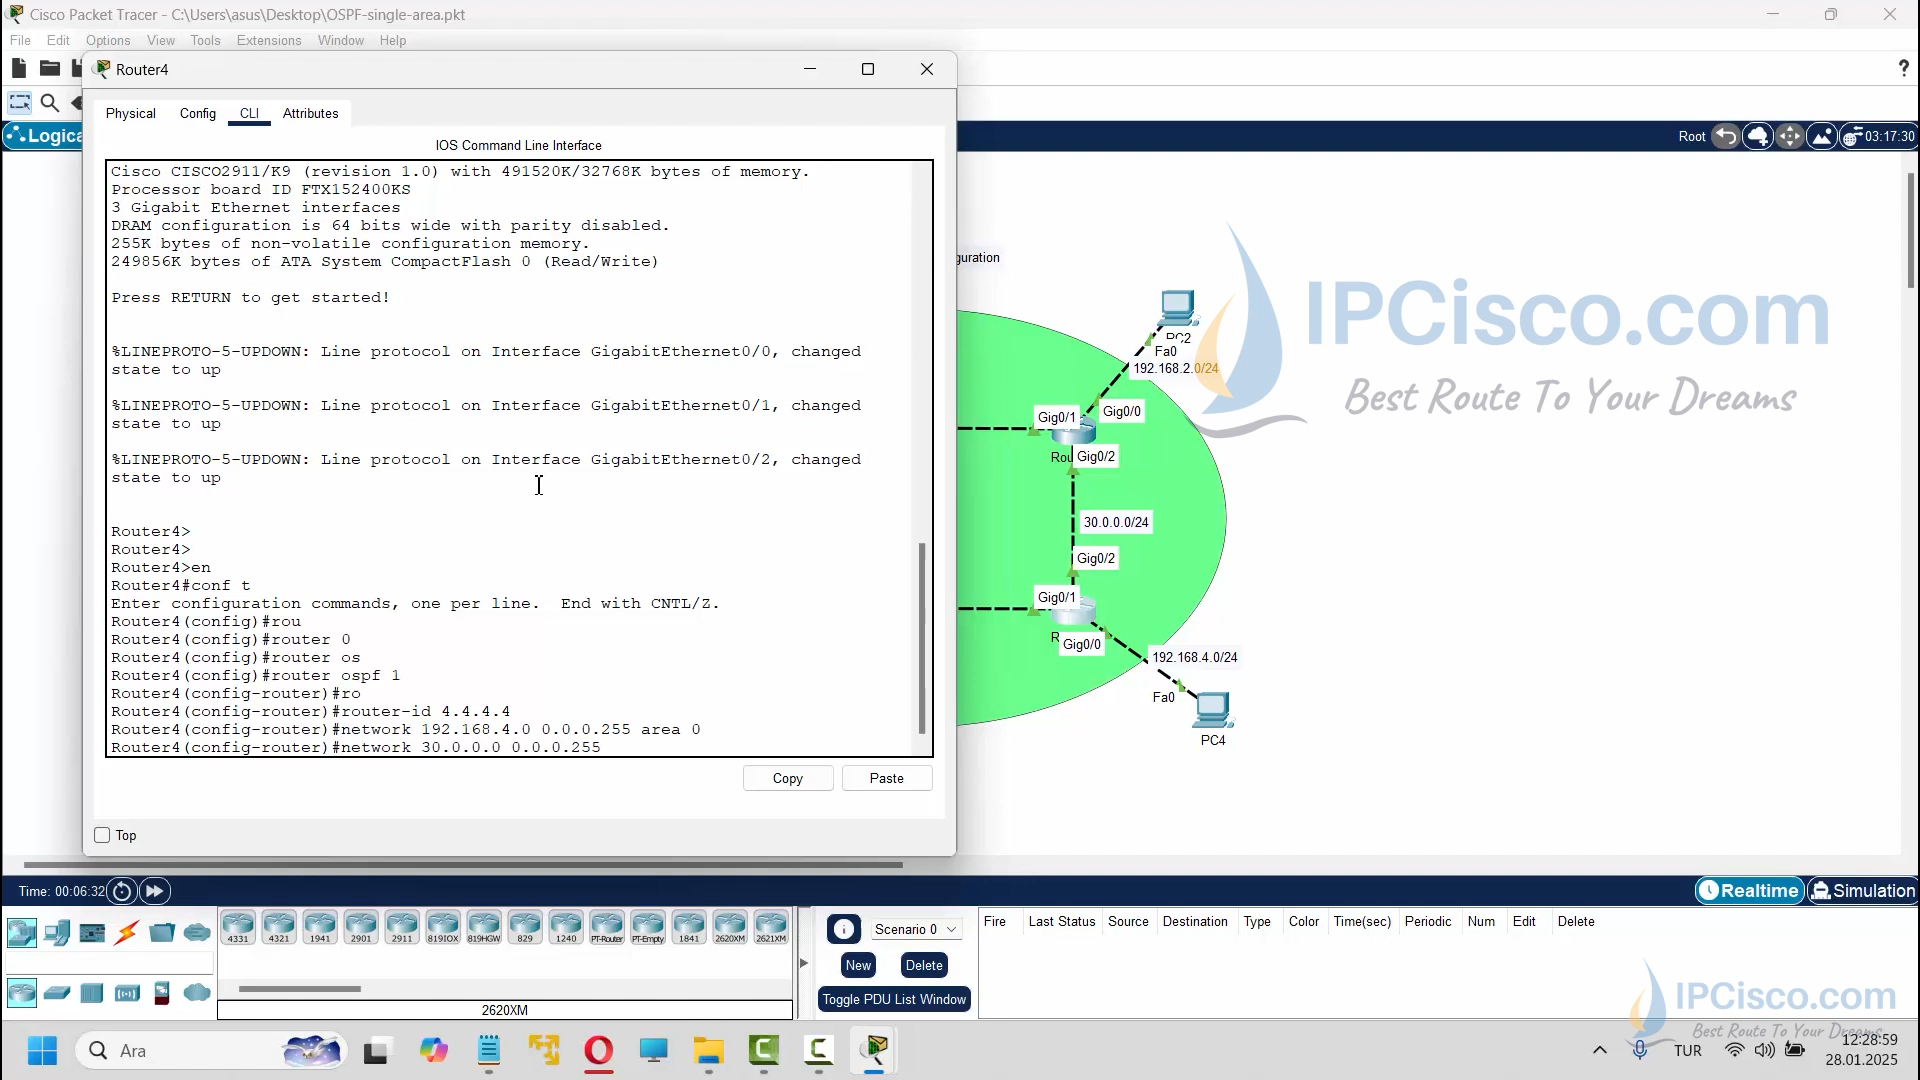 Cisco Packet Tracer - C:\Users\asus\Desktop\OSPF-single-area.pkt
File Edit Options View Tools Extensions Window Help
Router4
Physical Config CLI Attributes
Logica
Root
03:17:30
IOS Command Line Interface
Cisco CISCO2911/K9 (revision 1.0) with 491520K/32768K bytes of memory.
Processor board ID FTX152400KS
3 Gigabit Ethernet interfaces
DRAM configuration is 64 bits wide with parity disabled.
255K bytes of non-volatile configuration memory.
249856K bytes of ATA System CompactFlash 0 (Read/Write)
Press RETURN to get started!
%LINEPROTO-5-UPDOWN: Line protocol on Interface GigabitEthernet0/0, changed
state to up
%LINEPROTO-5-UPDOWN: Line protocol on Interface GigabitEthernet0/1, changed
state to up
%LINEPROTO-5-UPDOWN: Line protocol on Interface GigabitEthernet0/2, changed
state to up
Router4>
Router4>
Router4>en
Router4#conf t
Enter configuration commands, one per line.  End with CNTL/Z.
Router4(config)#rou
Router4(config)#router 0
Router4(config)#router os
Router4(config)#router ospf 1
Router4(config-router)#ro
Router4(config-router)#router-id 4.4.4.4
Router4(config-router)#network 192.168.4.0 0.0.0.255 area 0
Router4(config-router)#network 30.0.0.0 0.0.0.255
Copy Paste
Top
guration
PC2
Fa0
192.168.2.0/24
Gig0/1
Gig0/0
Rou
Gig0/2
30.0.0.0/24
Gig0/2
Gig0/1
R
Gig0/0
192.168.4.0/24
Fa0
PC4
IPCisco.com
Best Route To Your Dreams
Time: 00:06:32
Realtime
Simulation
4331 4321 1941 2901 2911 819IOX 819HGW 829 1240 PT-Router PT-Empty 1841 2620XM 2621XM
2620XM
Scenario 0
New Delete
Toggle PDU List Window
Fire Last Status Source Destination Type Color Time(sec) Periodic Num Edit Delete
IPCisco.com
Best Route To Your Dreams
Ara
TUR
12:28:59
28.01.2025